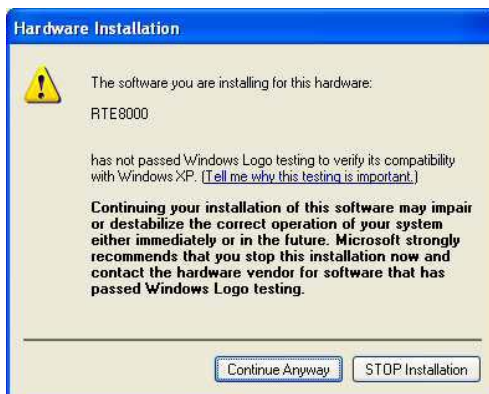 Hardware Installation
The software you are installing for this hardware:
RTE8000
has not passed Windows Logo testing to verify its compatibility
with Windows XP. (Tell me why this testing is important.)
Continuing your installation of this software may impair
or destabilize the correct operation of your system
either immediately or in the future. Microsoft strongly
recommends that you stop this installation now and
contact the hardware vendor for software that has
passed Windows Logo testing.
Continue Anyway
STOP Installation